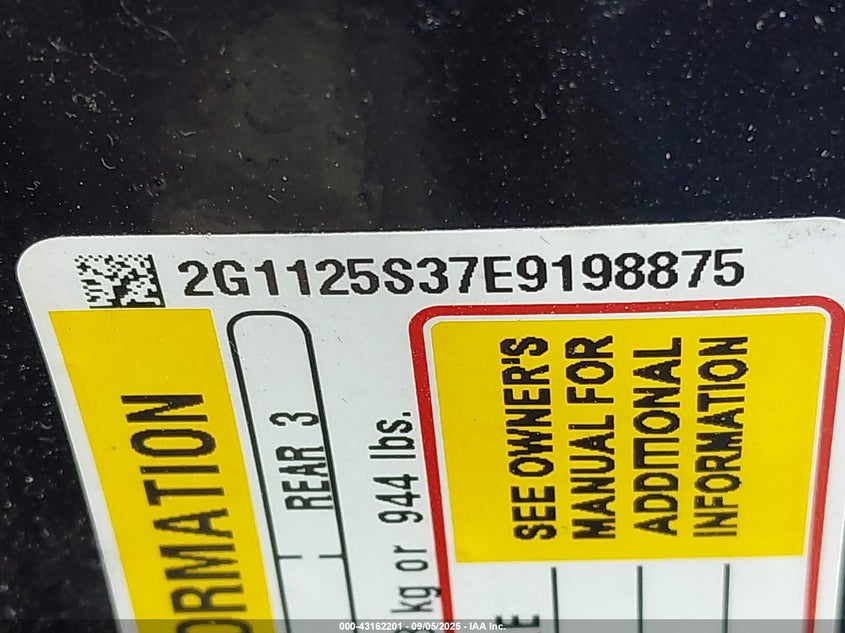 2G1125S37E9198875
REAR 3
kg or 944 lbs.
SEE OWNER'S
MANUAL FOR
ADDITIONAL
INFORMATION
000-43162201 - 09/05/2025 - IAA Inc.